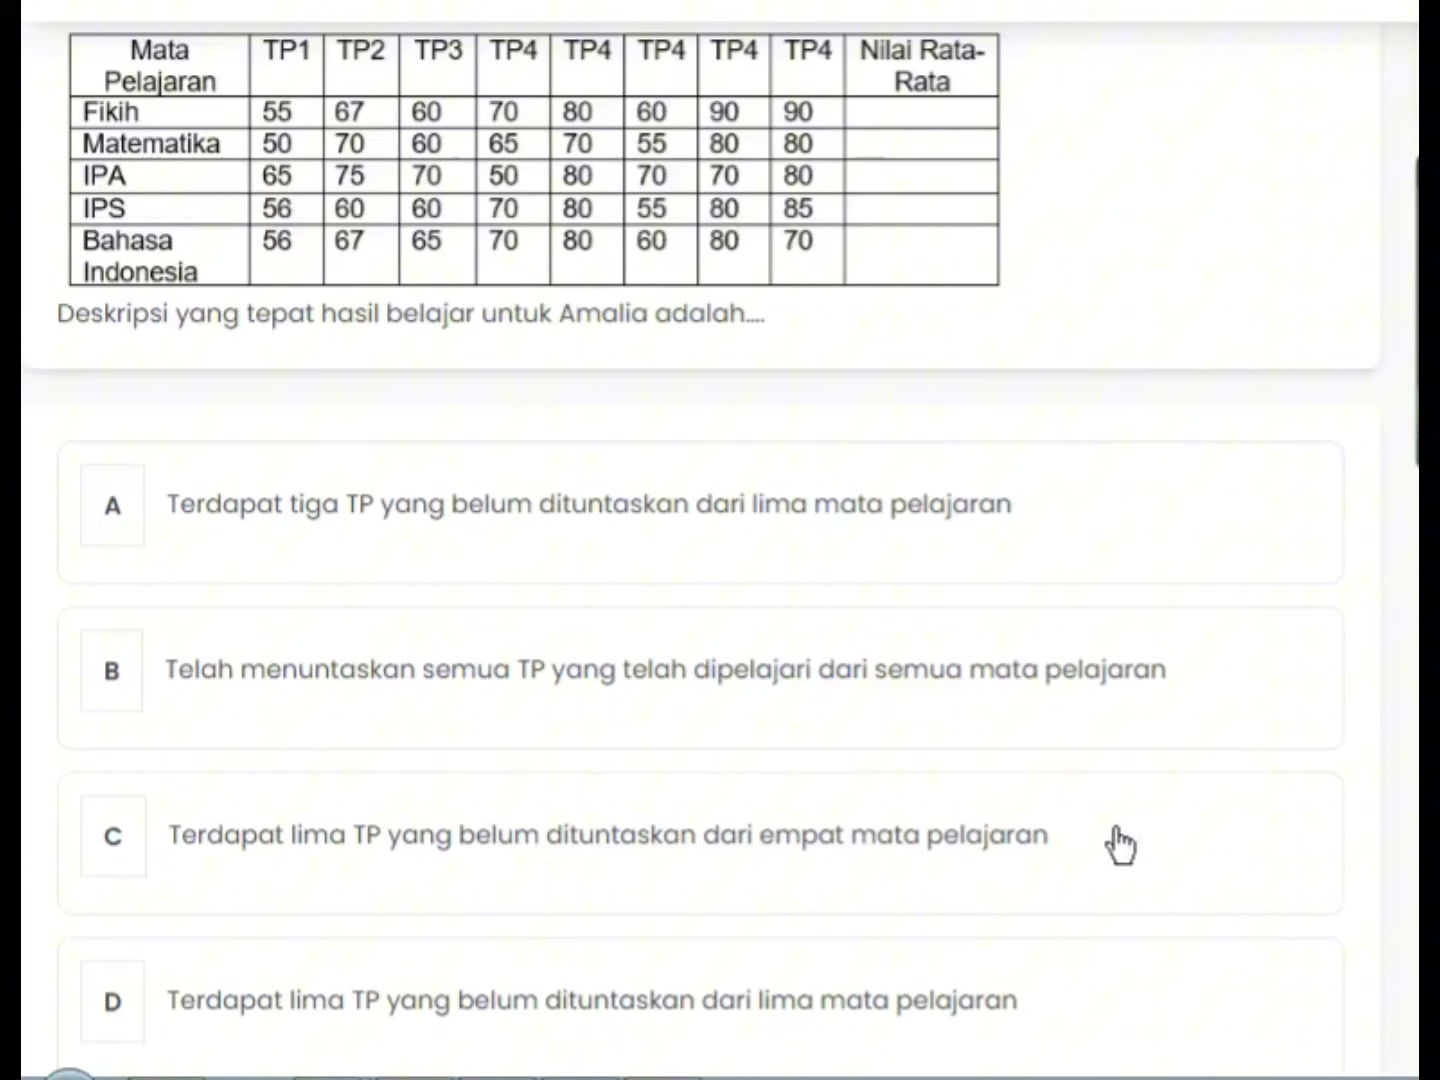 Mata Pelajaran TP1 TP2 TP3 TP4 TP4 TP4 TP4 TP4 Nilai Rata-Rata
Fikih 55 67 60 70 80 60 90 90
Matematika 50 70 60 65 70 55 80 80
IPA 65 75 70 50 80 70 70 80
IPS 56 60 60 70 80 55 80 85
Bahasa Indonesia 56 67 65 70 80 60 80 70
Deskripsi yang tepat hasil belajar untuk Amalia adalah....
A Terdapat tiga TP yang belum dituntaskan dari lima mata pelajaran
B Telah menuntaskan semua TP yang telah dipelajari dari semua mata pelajaran
C Terdapat lima TP yang belum dituntaskan dari empat mata pelajaran
D Terdapat lima TP yang belum dituntaskan dari lima mata pelajaran